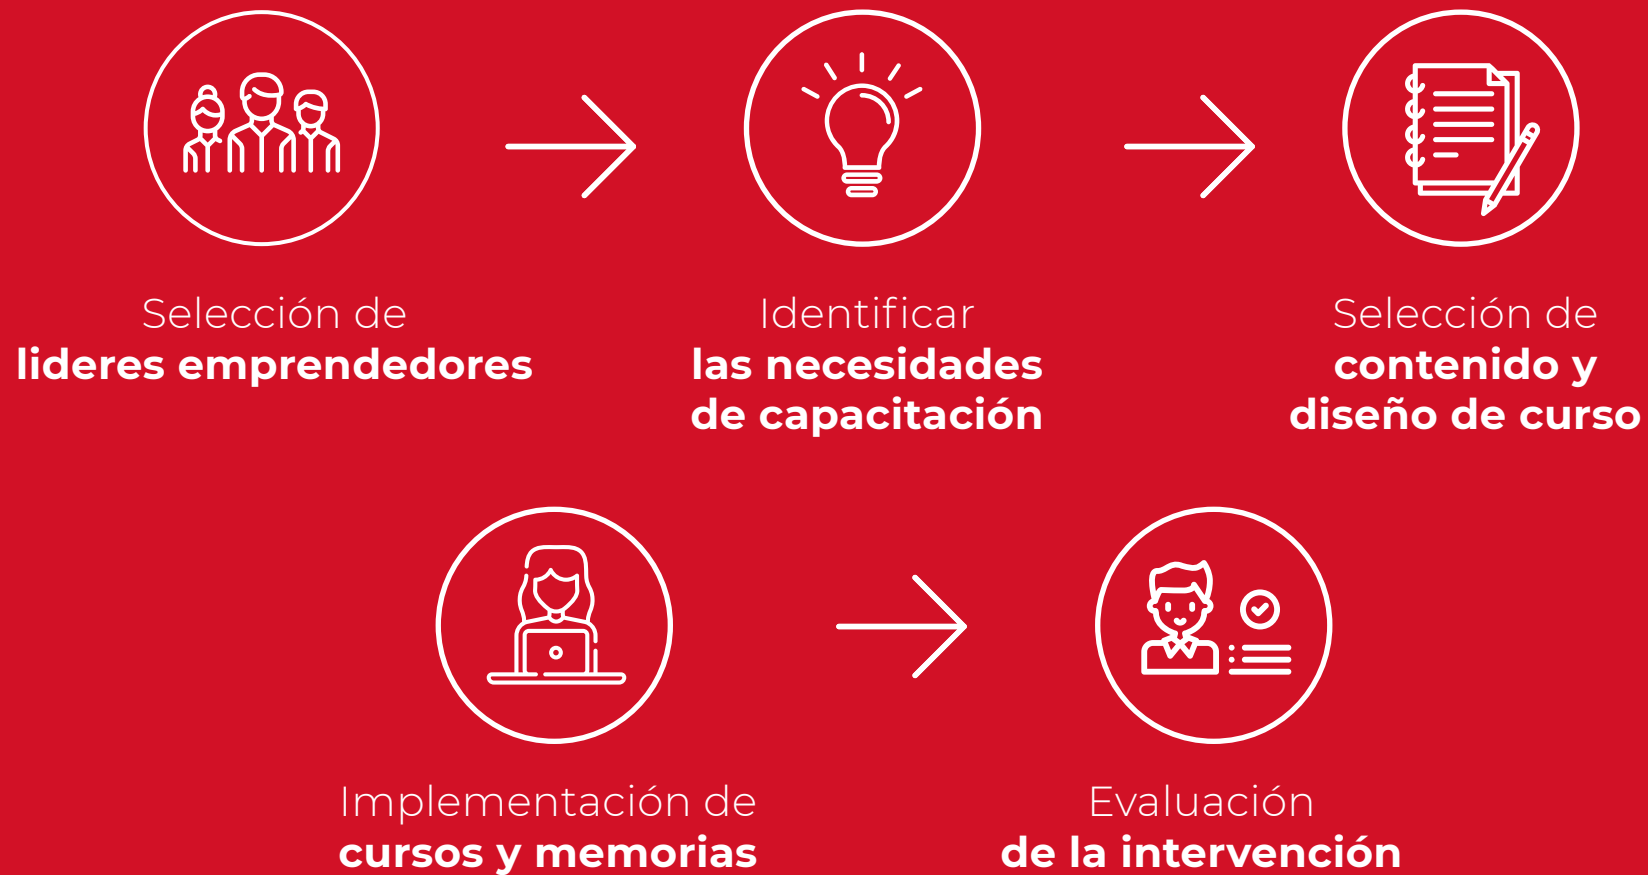 Selección de
lideres emprendedores
Identificar
las necesidades
de capacitación
Selección de
contenido y
diseño de curso
Implementación de
cursos y memorias
Evaluación
de la intervención